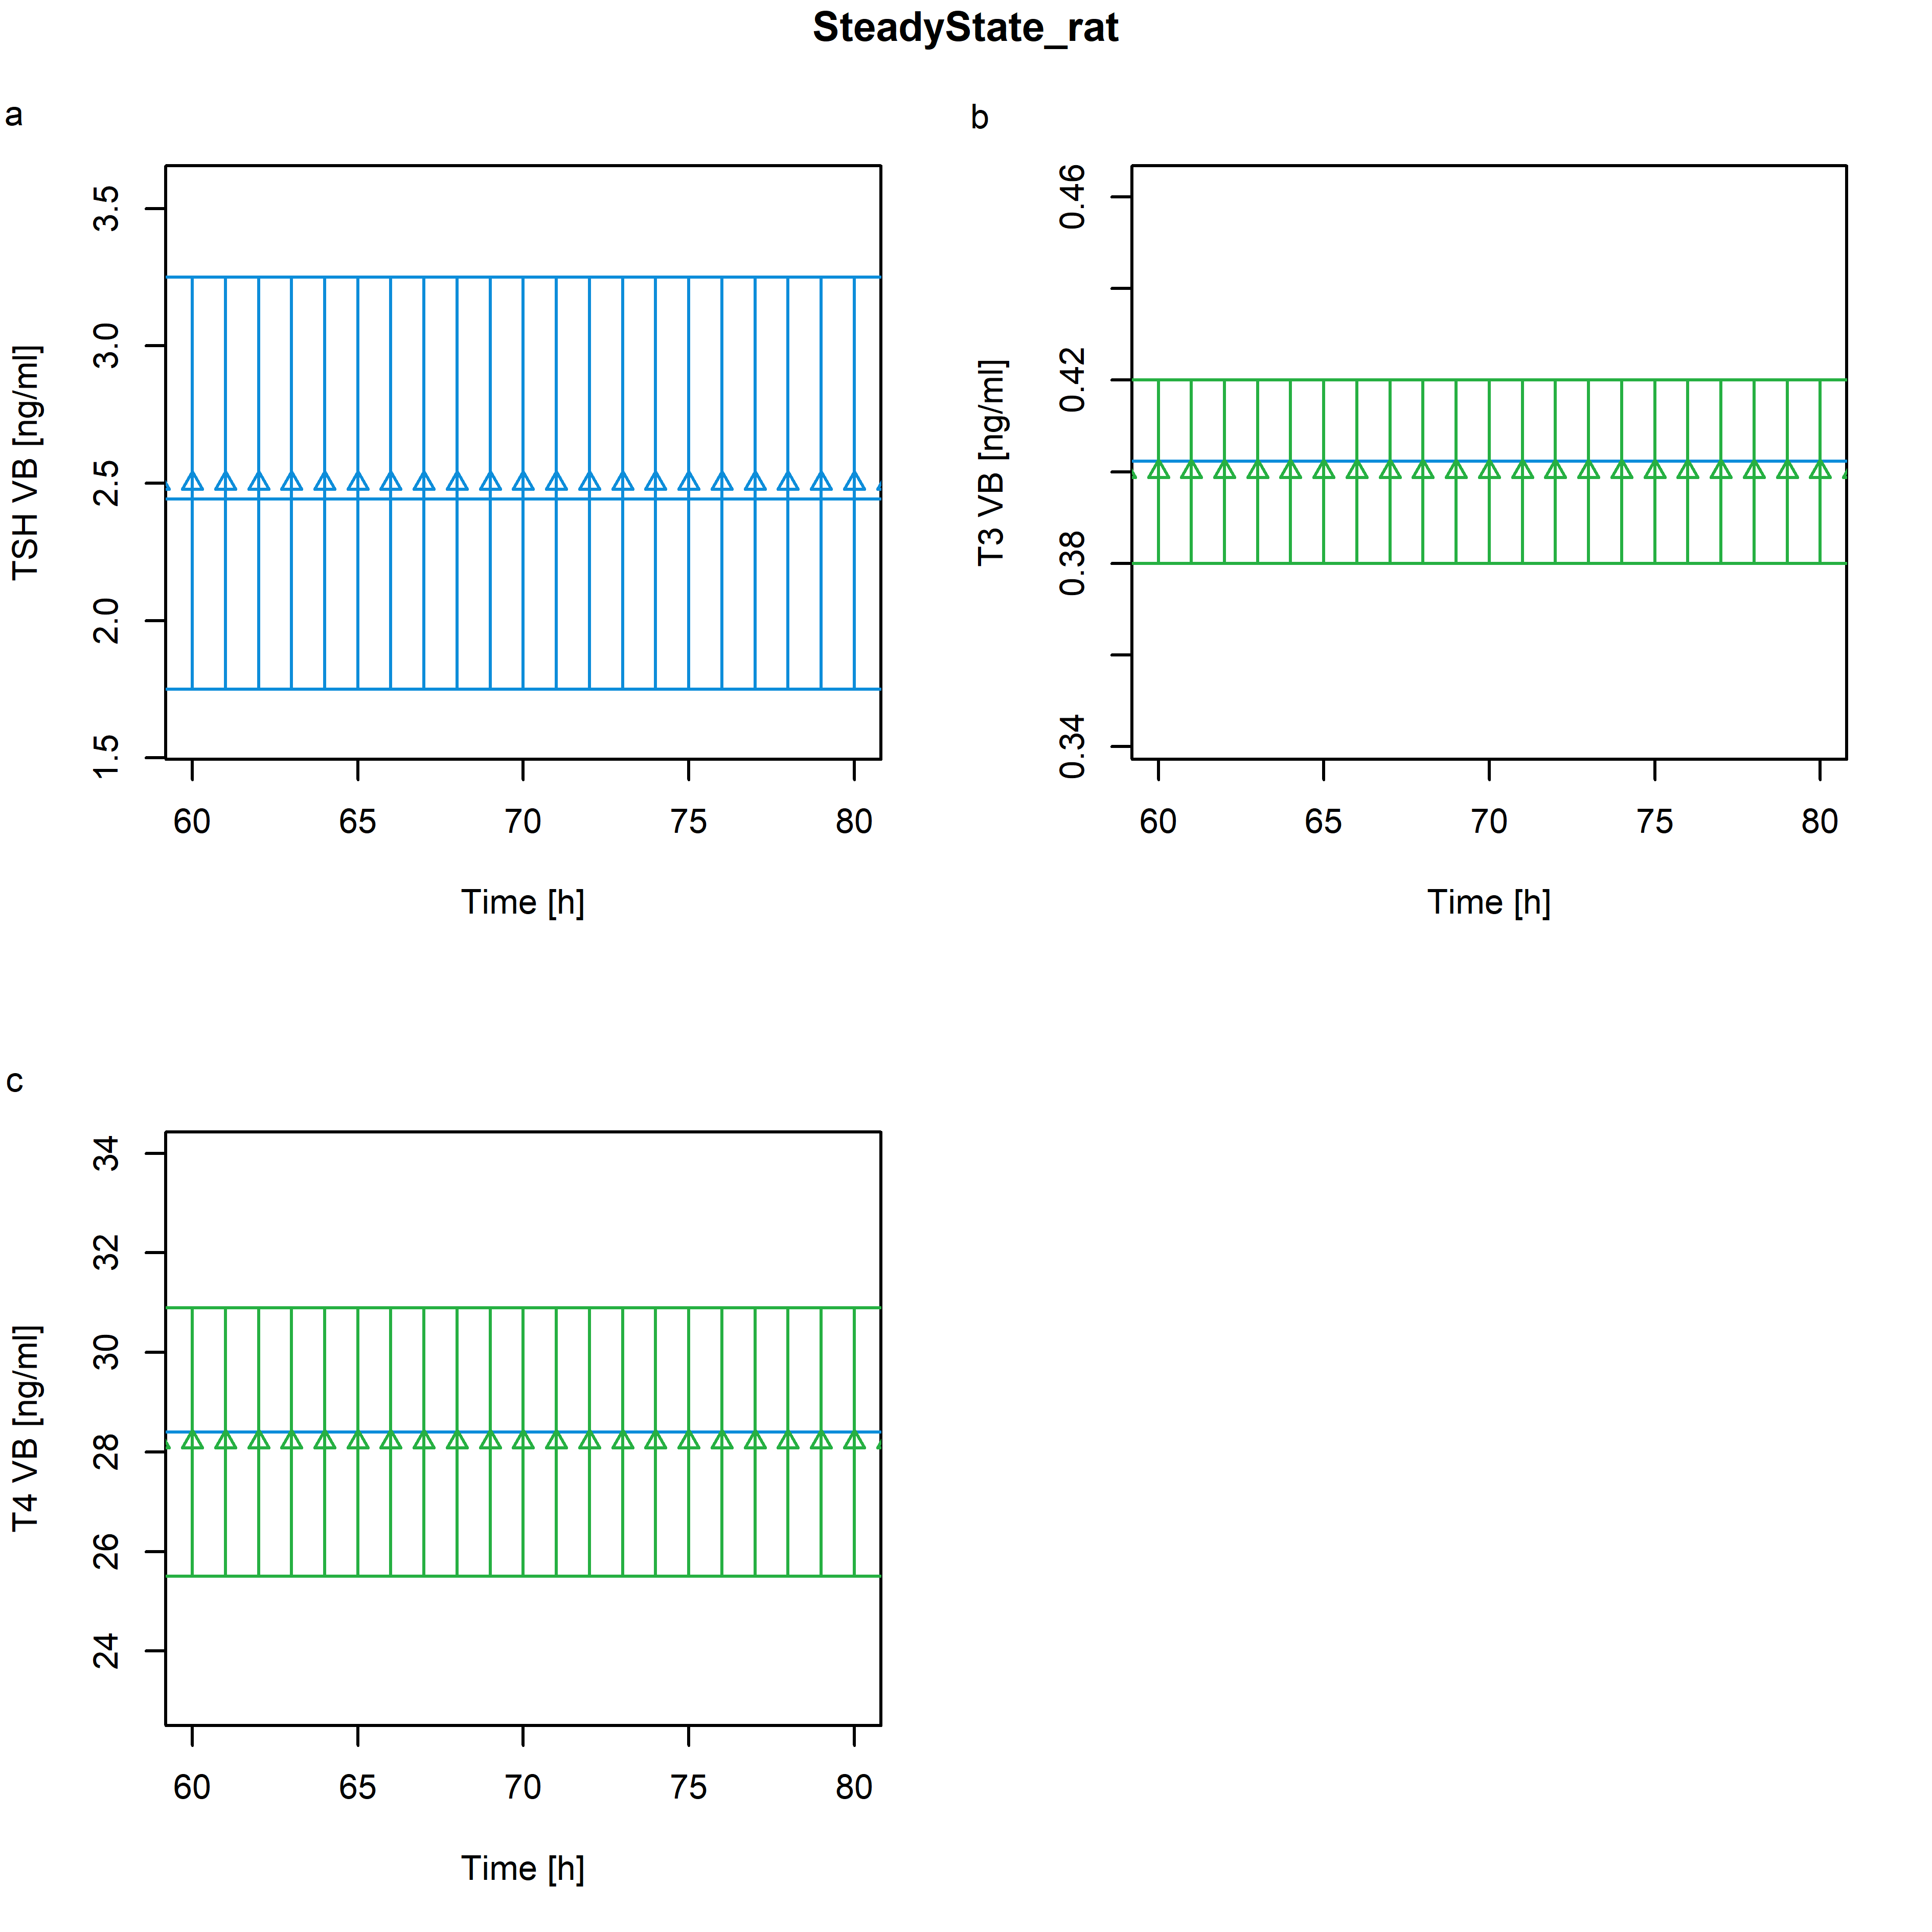 SteadyState_rat
a
TSH VB [ng/ml]
3.5
3.0
2.5
2.0
1.5
60 65 70 75 80
Time [h]
b
T3 VB [ng/ml]
0.46
0.42
0.38
0.34
60 65 70 75 80
Time [h]
c
T4 VB [ng/ml]
34
32
30
28
26
24
60 65 70 75 80
Time [h]